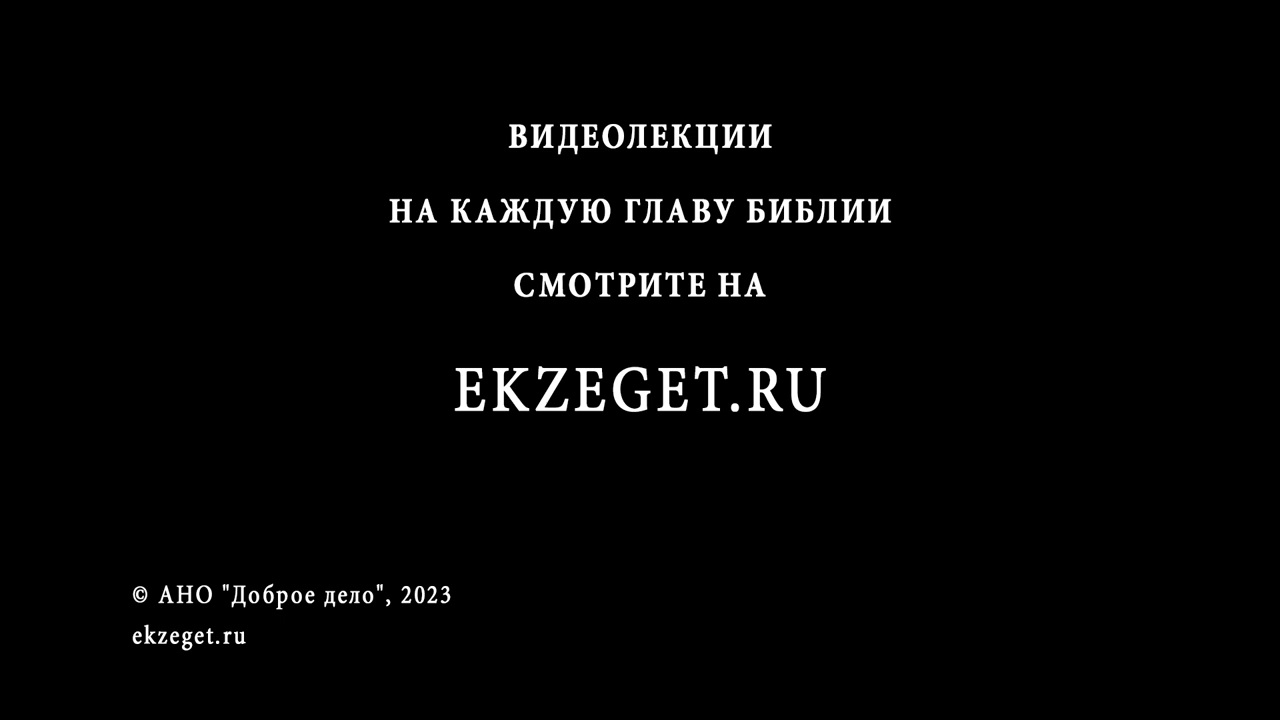 ВИДЕОЛЕКЦИИ
НА КАЖДУЮ ГЛАВУ БИБЛИИ
СМОТРИТЕ НА
EKZEGET.RU
© АНО "Доброе дело", 2023
ekzeget.ru